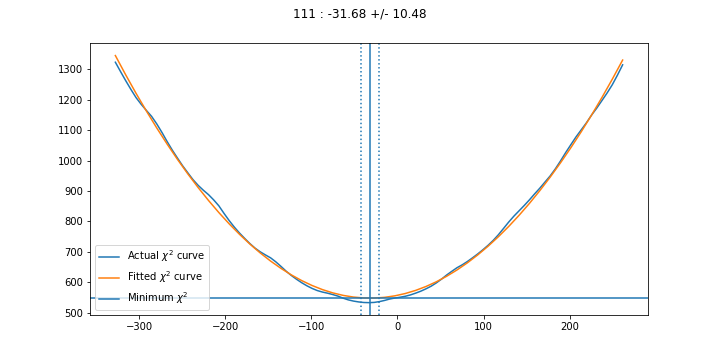 111 : -31.68 +/- 10.48
1300
1200
1100
1000
900
800
700
600
500
Actual χ² curve
Fitted χ² curve
Minimum χ²
−300 −200 −100 0 100 200